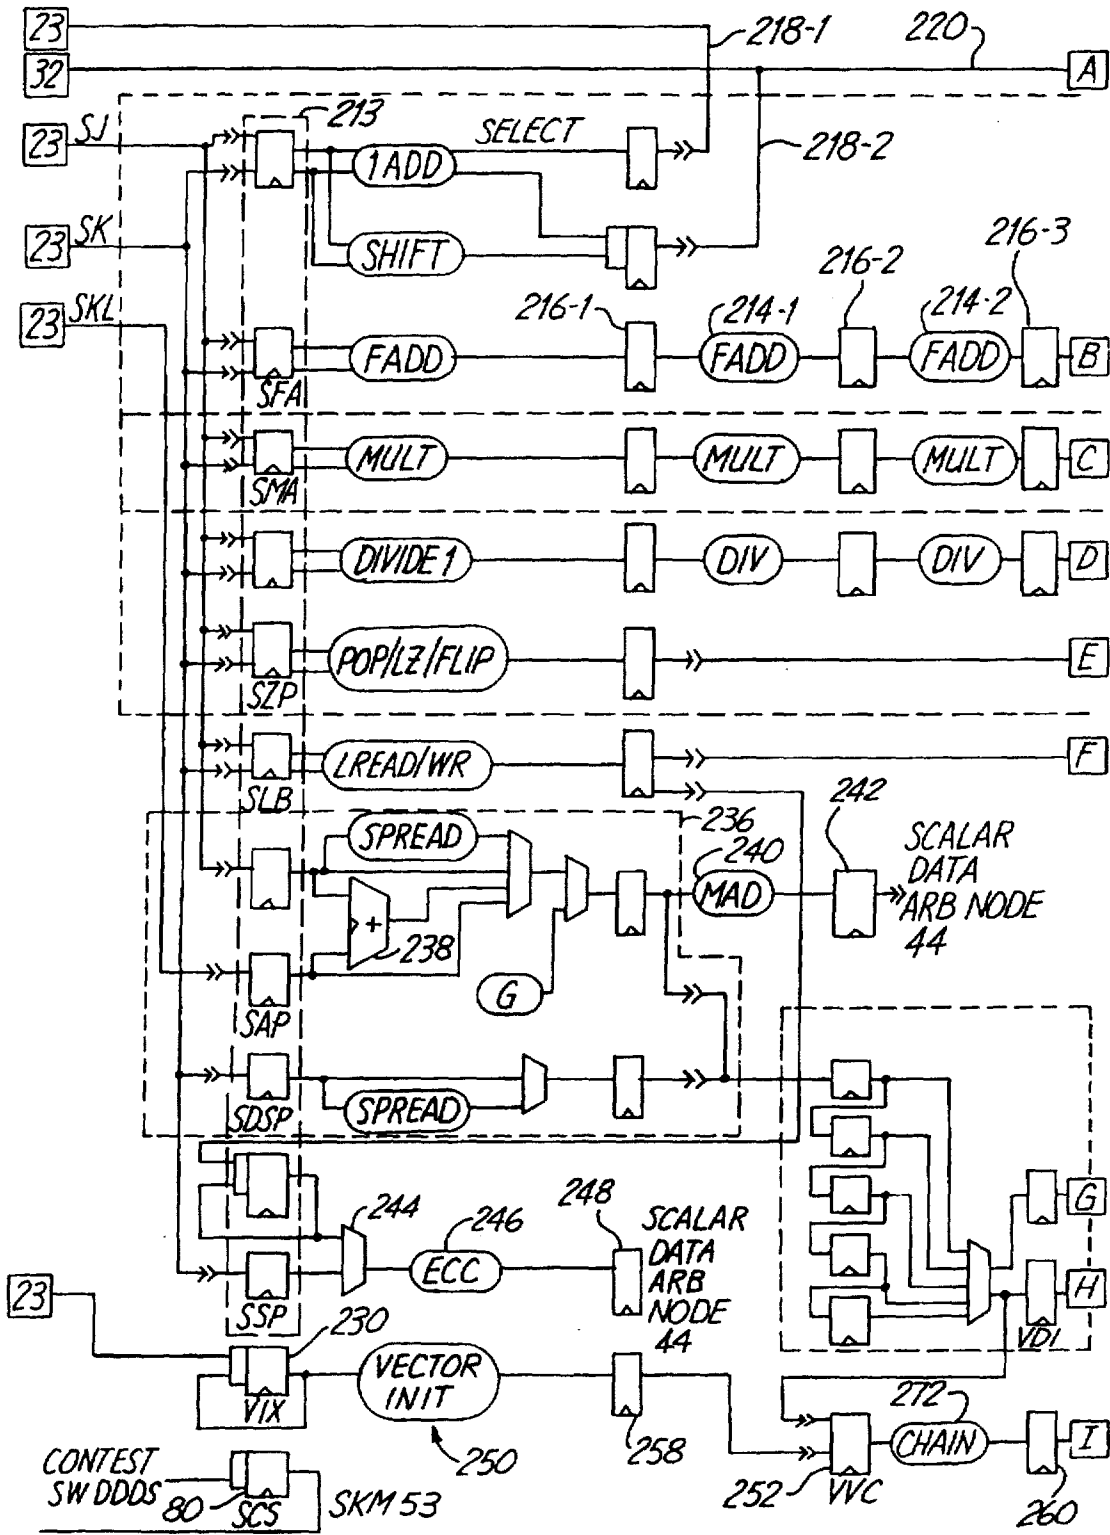 23
218-1
220
32
A
SJ
213
SELECT
23
1ADD
218-2
SK
23
SHIFT
216-3
216-2
SKL
216-1
214-1
214-2
23
FADD
FADD
FADD
B
SFA
MULT
MULT
MULT
C
SMA
DIVIDE 1
DIV
DIV
D
POP/LZ/FLIP
E
SZP
LREAD/WR
F
SLB
242
SPREAD
236
240
SCALAR
DATA
ARB NODE
44
MAD
+
238
G
SAP
SDSP
SPREAD
244
246
248
SCALAR
DATA
ARB
NODE
44
G
ECC
23
SSP
H
230
VDI
VECTOR
INIT
VIX
272
258
CHAIN
I
CONTEST
SW DDDS
250
252
VVC
80
SCS
SKM 53
260